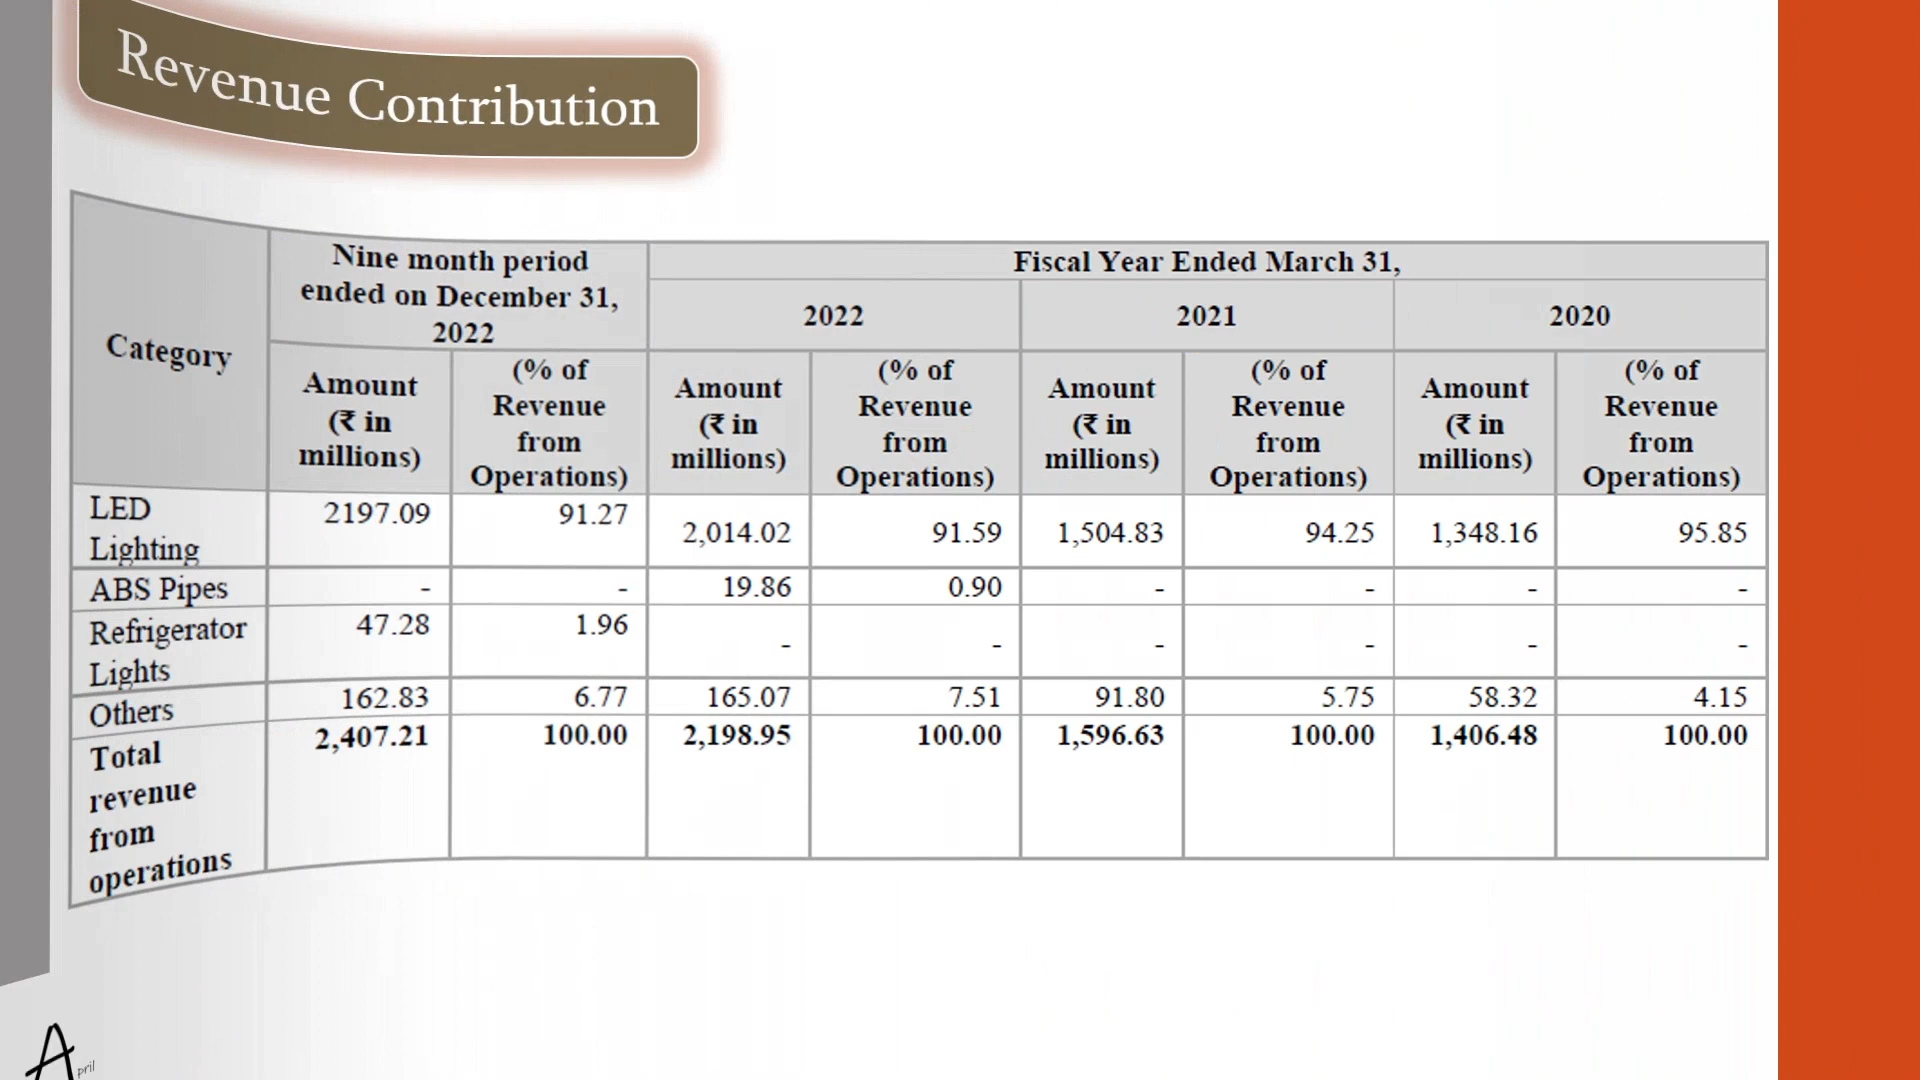 Revenue Contribution
Category
Nine month period
ended on December 31,
2022
Fiscal Year Ended March 31,
2022 2021 2020
Amount
(₹ in
millions)
(% of
Revenue
from
Operations)
Amount
(₹ in
millions)
(% of
Revenue
from
Operations)
Amount
(₹ in
millions)
(% of
Revenue
from
Operations)
Amount
(₹ in
millions)
(% of
Revenue
from
Operations)
LED
Lighting
2197.09 91.27 2,014.02 91.59 1,504.83 94.25 1,348.16 95.85
ABS Pipes - - 19.86 0.90 - - - -
Refrigerator
Lights
47.28 1.96 - - - - - -
Others 162.83 6.77 165.07 7.51 91.80 5.75 58.32 4.15
Total
revenue
from
operations
2,407.21 100.00 2,198.95 100.00 1,596.63 100.00 1,406.48 100.00
April